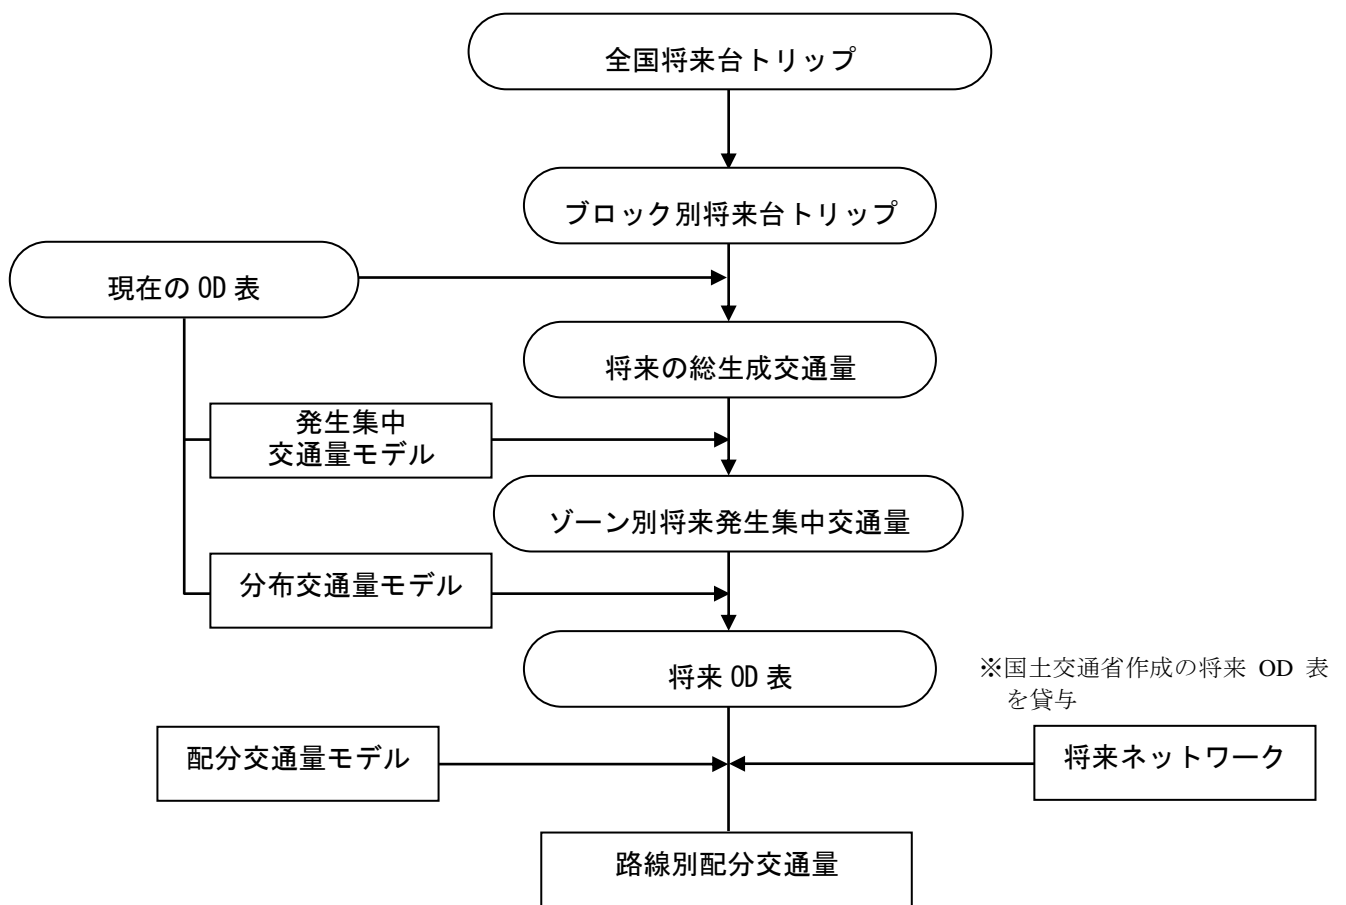 全国将来台トリップ
ブロック別将来台トリップ
現在の OD 表
将来の総生成交通量
発生集中
交通量モデル
ゾーン別将来発生集中交通量
分布交通量モデル
将来 OD 表
※国土交通省作成の将来 OD 表
を貸与
配分交通量モデル
将来ネットワーク
路線別配分交通量